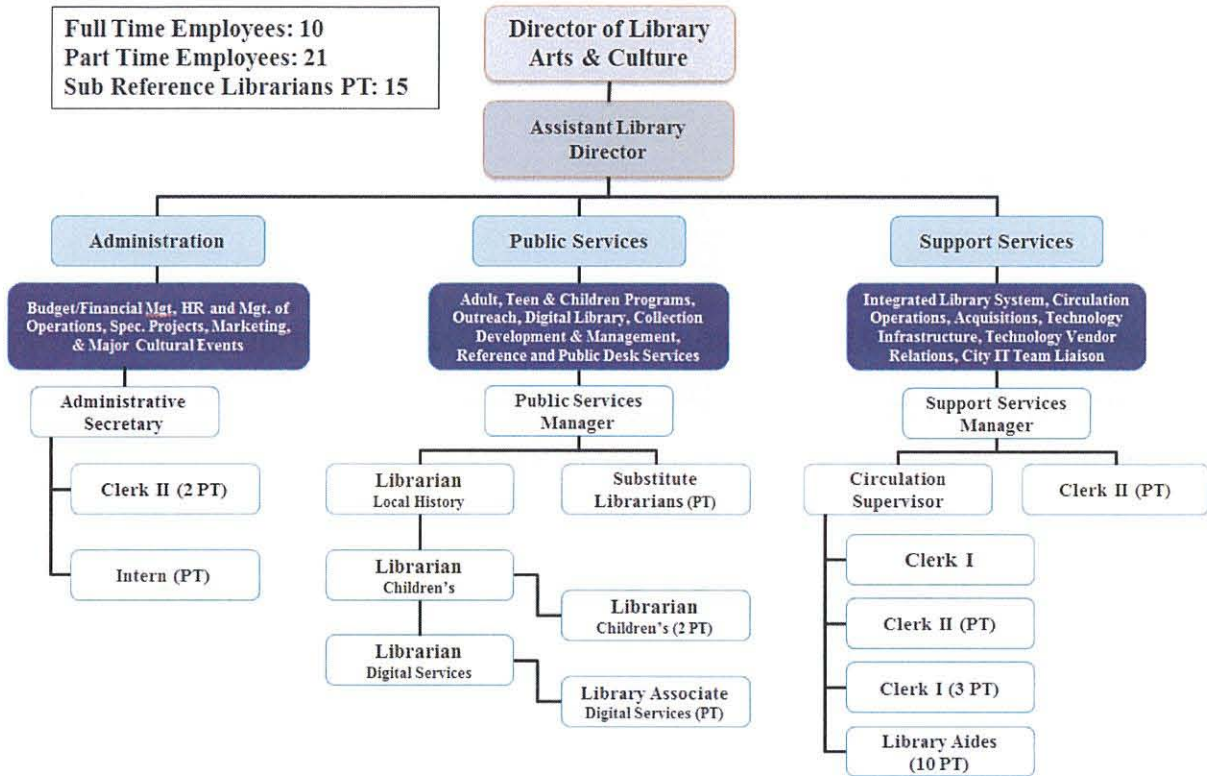 Full Time Employees: 10
Part Time Employees: 21
Sub Reference Librarians PT: 15
Director of Library
Arts & Culture
Assistant Library
Director
Administration
Public Services
Support Services
Budget/Financial Mgt, HR and Mgt. of
Operations, Spec. Projects, Marketing,
& Major Cultural Events
Adult, Teen & Children Programs,
Outreach, Digital Library, Collection
Development & Management,
Reference and Public Desk Services
Integrated Library System, Circulation
Operations, Acquisitions, Technology
Infrastructure, Technology Vendor
Relations, City IT Team Liaison
Administrative
Secretary
Clerk II (2 PT)
Intern (PT)
Public Services
Manager
Librarian
Local History
Substitute
Librarians (PT)
Librarian
Children's
Librarian
Children's (2 PT)
Librarian
Digital Services
Library Associate
Digital Services (PT)
Support Services
Manager
Circulation
Supervisor
Clerk II (PT)
Clerk I
Clerk II (PT)
Clerk I (3 PT)
Library Aides
(10 PT)